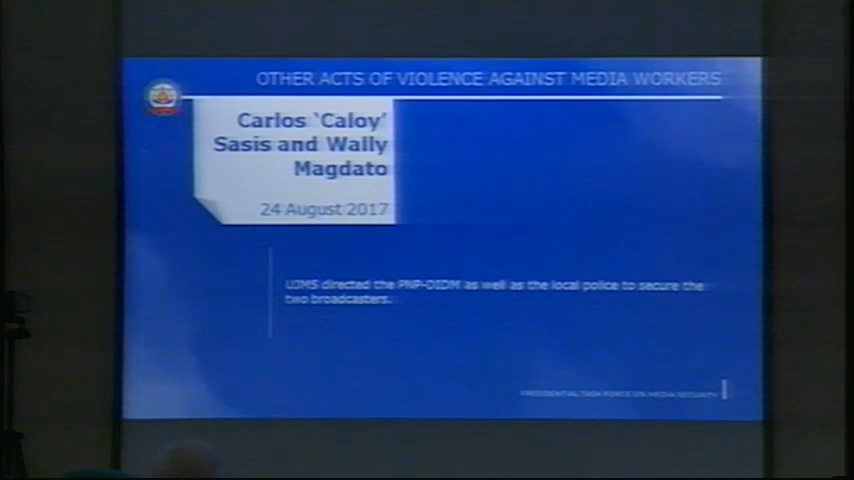 OTHER ACTS OF VIOLENCE AGAINST MEDIA WORKERS
Carlos ‘Caloy’
Sasis and Wally
Magdato
24 August 2017
UJMS directed the PNP-DIDM as well as the local police to secure the
two broadcasters.
PRESIDENTIAL TASK FORCE ON MEDIA SECURITY